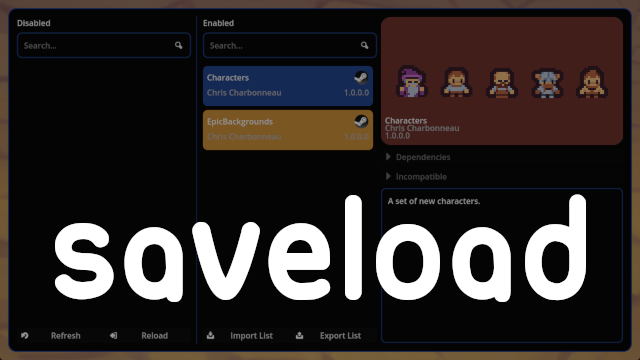 Disabled
Search...
Refresh
Reload
Enabled
Search...
Characters
Chris Charbonneau
1.0.0.0
EpicBackgrounds
Chris Charbonneau
1.0.0.0
Import List
Export List
Characters
Chris Charbonneau
1.0.0.0
Dependencies
Incompatible
A set of new characters.
saveload